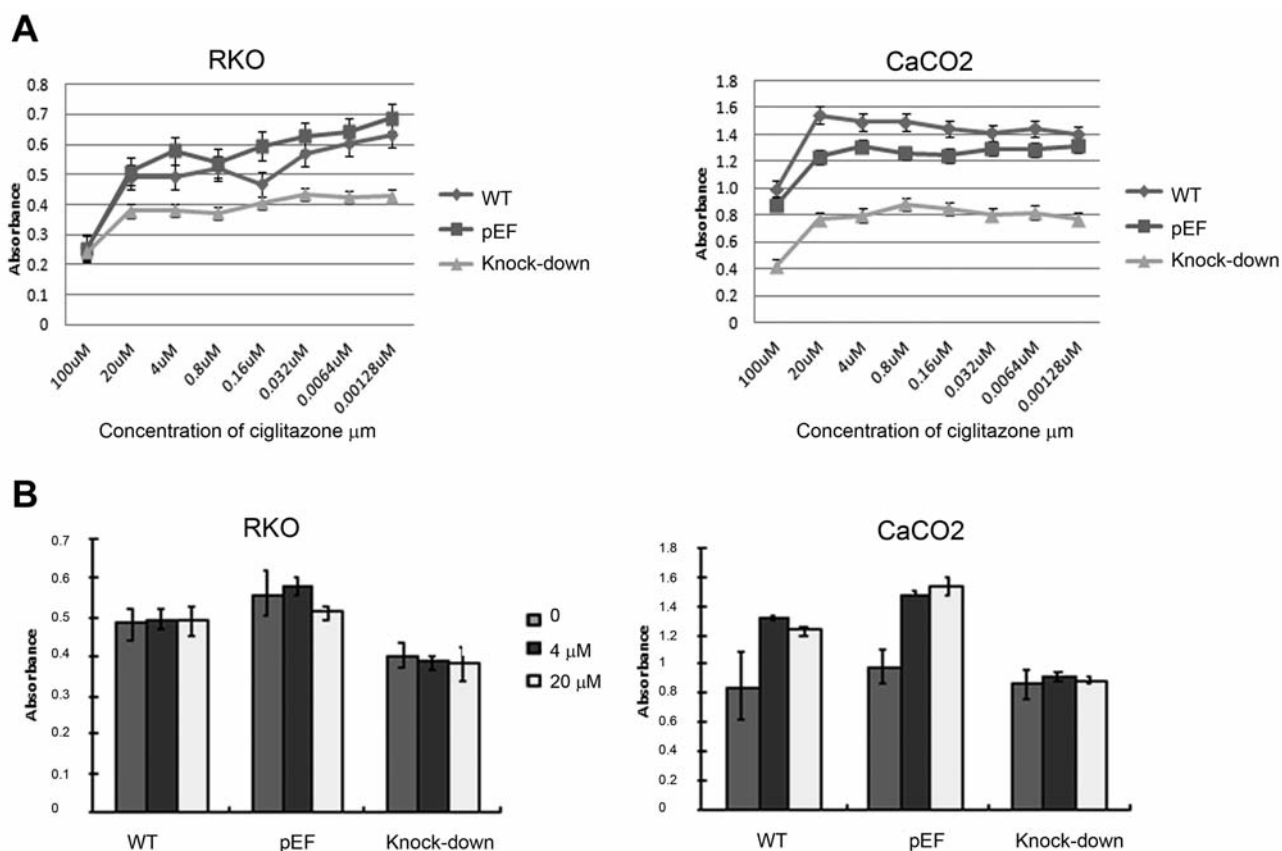 A
RKO
0.8
0.7
0.6
0.5
0.4
0.3
0.2
0.1
0
Absorbance
100uM
20uM
4uM
0.8uM
0.16uM
0.032uM
0.0064uM
0.00128uM
Concentration of ciglitazone μm
WT
pEF
Knock-down
CaCO2
1.8
1.6
1.4
1.2
1.0
0.8
0.6
0.4
0.2
0
Absorbance
100uM
20uM
4uM
0.8uM
0.16uM
0.032uM
0.0064uM
0.00128uM
Concentration of ciglitazone μm
WT
pEF
Knock-down
B
RKO
0.7
0.6
0.5
0.4
0.3
0.2
0.1
0
Absorbance
WT
pEF
Knock-down
0
4 μM
20 μM
CaCO2
1.8
1.6
1.4
1.2
1
0.8
0.6
0.4
0.2
0
Absorbance
WT
pEF
Knock-down